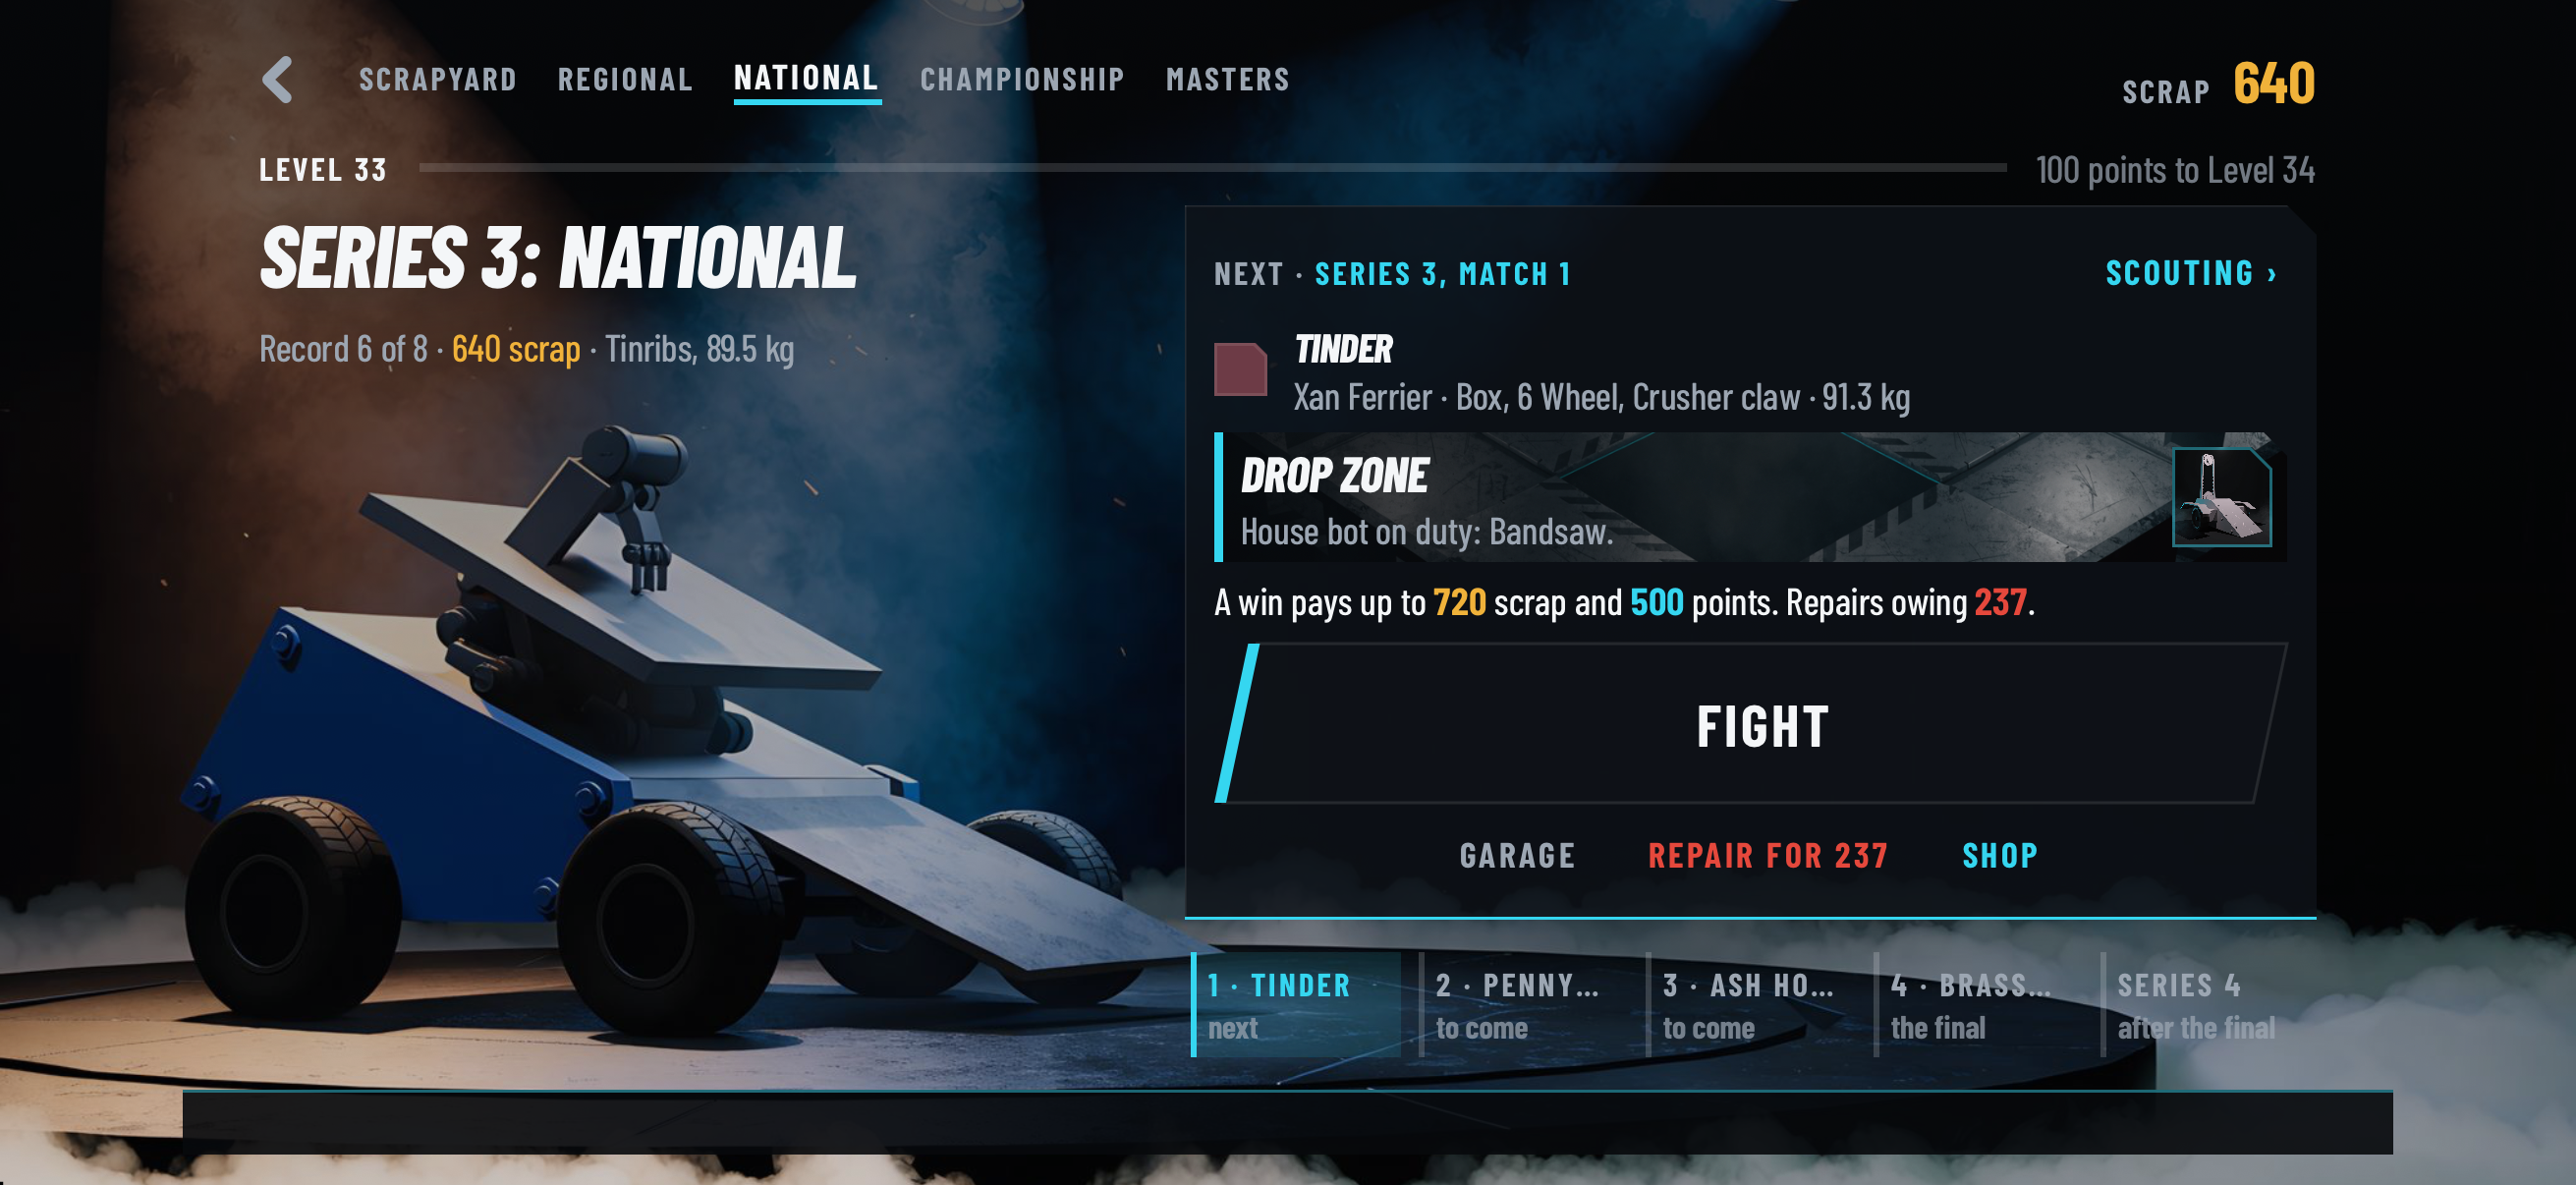 SCRAPYARD REGIONAL NATIONAL CHAMPIONSHIP MASTERS
SCRAP 640
LEVEL 33
100 points to Level 34
SERIES 3: NATIONAL
Record 6 of 8 · 640 scrap · Tinribs, 89.5 kg
NEXT · SERIES 3, MATCH 1
SCOUTING ›
TINDER
Xan Ferrier · Box, 6 Wheel, Crusher claw · 91.3 kg
DROP ZONE
House bot on duty: Bandsaw.
A win pays up to 720 scrap and 500 points. Repairs owing 237.
FIGHT
GARAGE REPAIR FOR 237 SHOP
1 · TINDER
next
2 · PENNY...
to come
3 · ASH HO...
to come
4 · BRASS...
the final
SERIES 4
after the final